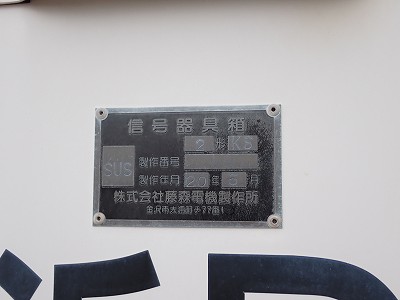 信号器具箱
2 形 KS
SUS
製作番号
製作年月 20 年 月
株式会社藤森電機製作所